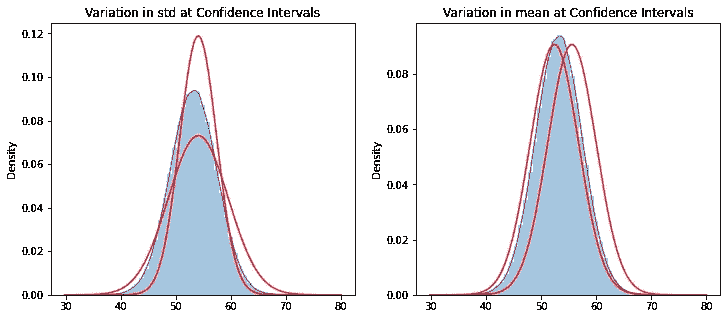 Variation in std at Confidence Intervals
Density
0.12
0.10
0.08
0.06
0.04
0.02
0.00
30 40 50 60 70 80
Variation in mean at Confidence Intervals
Density
0.08
0.06
0.04
0.02
0.00
30 40 50 60 70 80